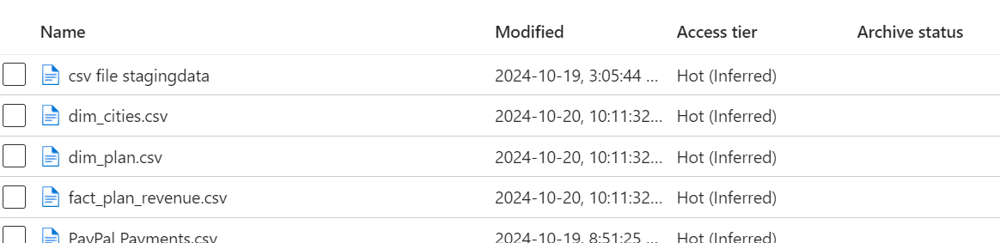 Name Modified Access tier Archive status
csv file stagingdata 2024-10-19, 3:05:44 ... Hot (Inferred)
dim_cities.csv 2024-10-20, 10:11:32... Hot (Inferred)
dim_plan.csv 2024-10-20, 10:11:32... Hot (Inferred)
fact_plan_revenue.csv 2024-10-20, 10:11:32... Hot (Inferred)
PayPal Payments.csv 2024-10-19, 8:51:25 ... Hot (Inferred)